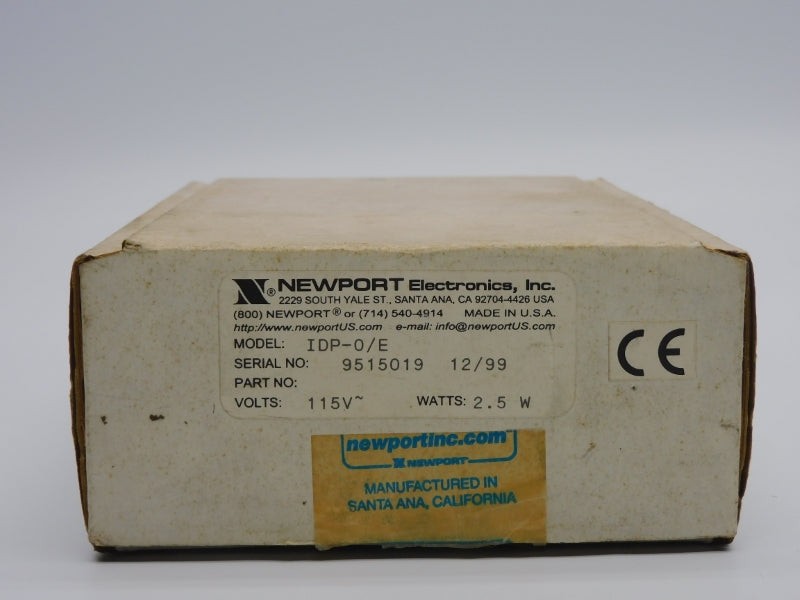 N® NEWPORT Electronics, Inc.
2229 SOUTH YALE ST., SANTA ANA, CA 92704-4426 USA
(800) NEWPORT® or (714) 540-4914 MADE IN U.S.A.
http://www.newportUS.com e-mail: info@newportUS.com
MODEL: IDP-0/E
SERIAL NO: 9515019 12/99
PART NO:
VOLTS: 115V~ WATTS: 2.5 W
CE
newportinc.com™
N NEWPORT
MANUFACTURED IN
SANTA ANA, CALIFORNIA